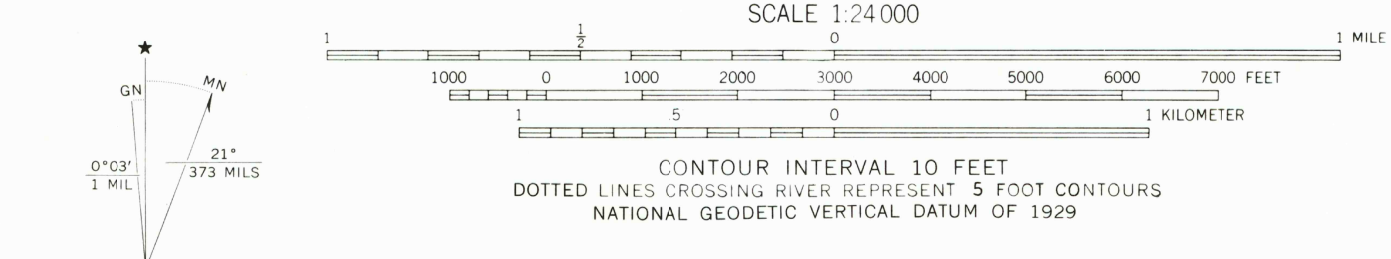 SCALE 1:24 000
1 1/2 0 1 MILE
1000 0 1000 2000 3000 4000 5000 6000 7000 FEET
1 .5 0 1 KILOMETER
CONTOUR INTERVAL 10 FEET
DOTTED LINES CROSSING RIVER REPRESENT 5 FOOT CONTOURS
NATIONAL GEODETIC VERTICAL DATUM OF 1929
★
GN
MN
0°03′
1 MIL
21°
373 MILS